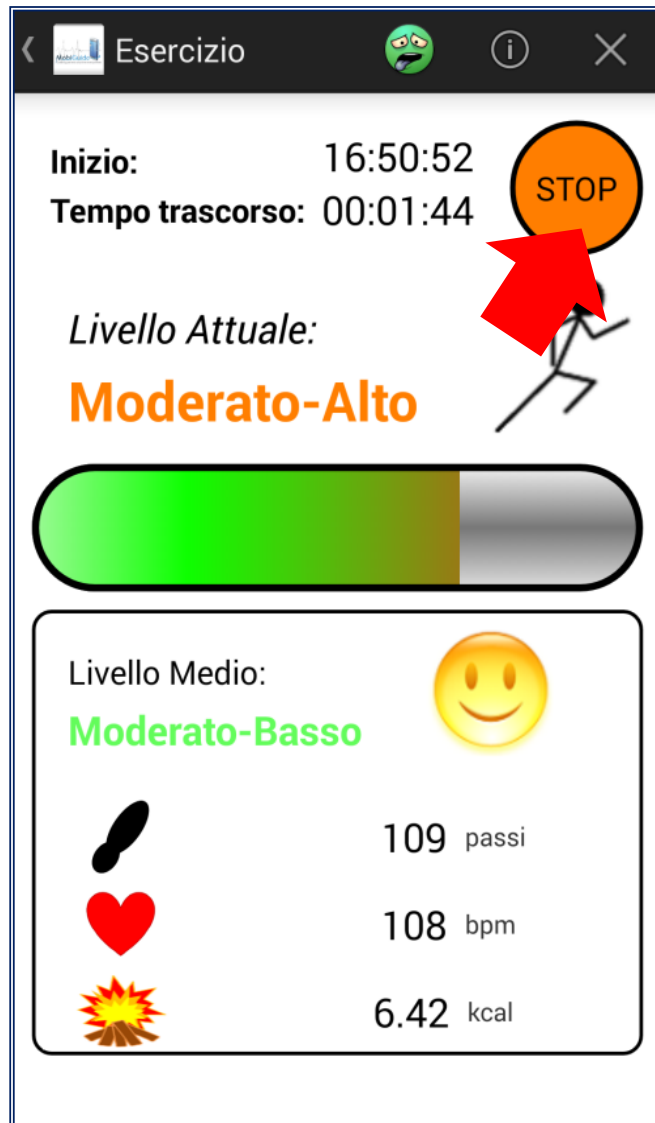 Esercizio
Inizio: 16:50:52
STOP
Tempo trascorso: 00:01:44
Livello Attuale:
Moderato-Alto
Livello Medio:
Moderato-Basso
109 passi
108 bpm
6.42 kcal